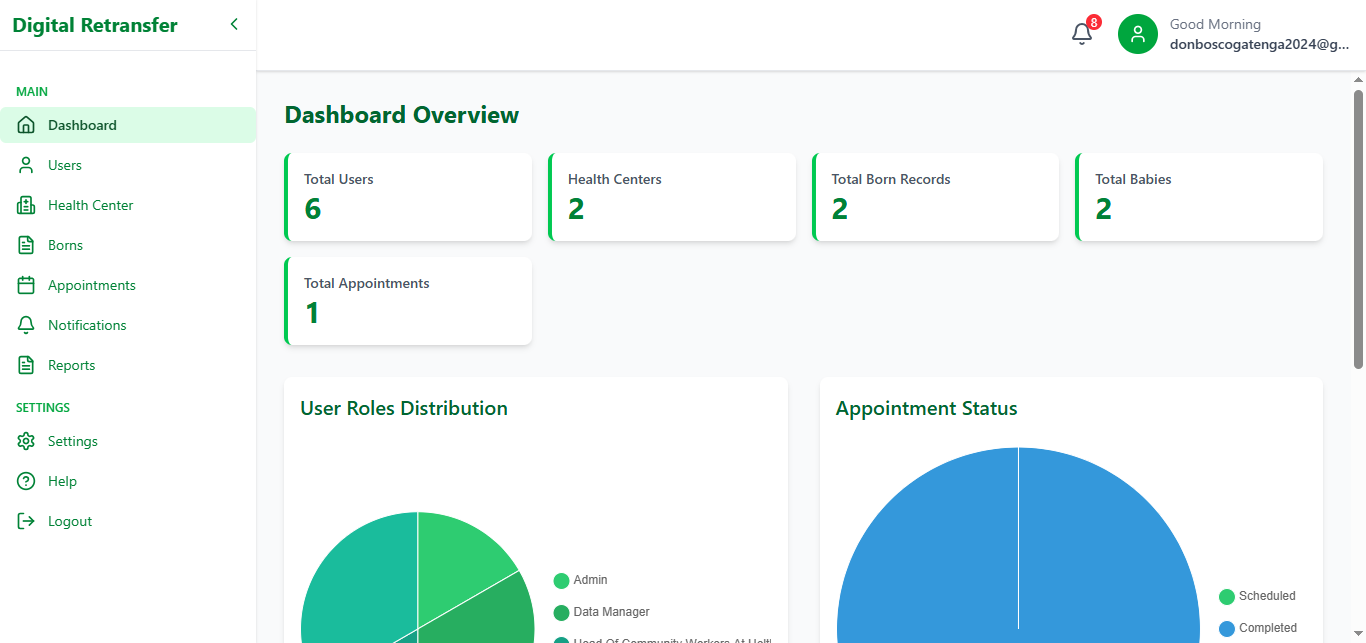 Digital Retransfer
8
Good Morning
donboscogatenga2024@g...
MAIN
Dashboard
Users
Health Center
Borns
Appointments
Notifications
Reports
SETTINGS
Settings
Help
Logout
Dashboard Overview
Total Users
6
Health Centers
2
Total Born Records
2
Total Babies
2
Total Appointments
1
User Roles Distribution
Admin
Data Manager
Head Of Community Workers At
Appointment Status
Scheduled
Completed